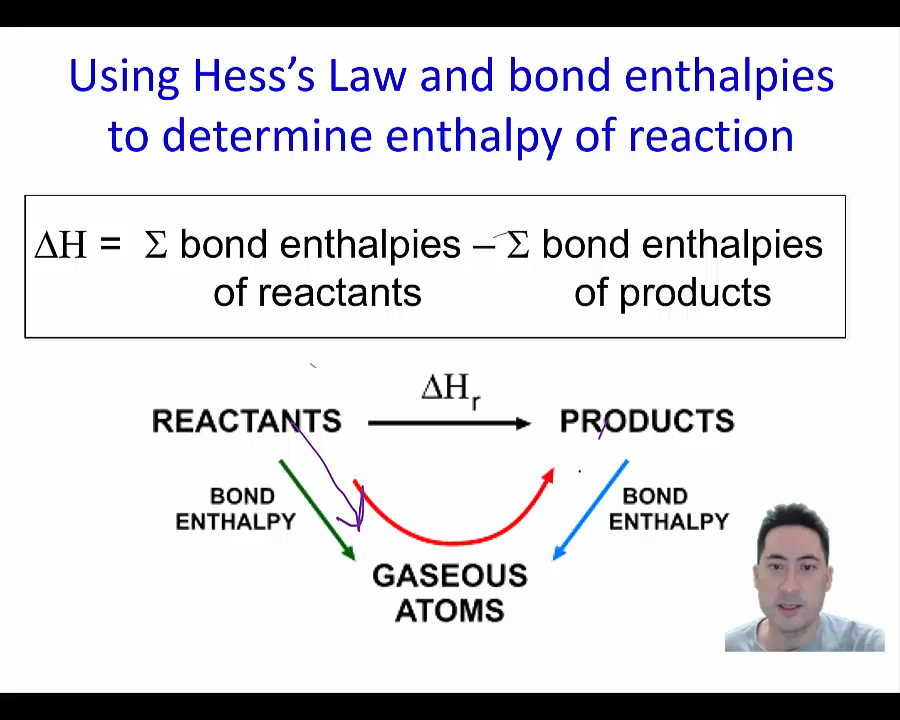 Using Hess's Law and bond enthalpies
to determine enthalpy of reaction
ΔH = Σ bond enthalpies – Σ bond enthalpies
of reactants of products
ΔHr
REACTANTS PRODUCTS
BOND
ENTHALPY
BOND
ENTHALPY
GASEOUS
ATOMS